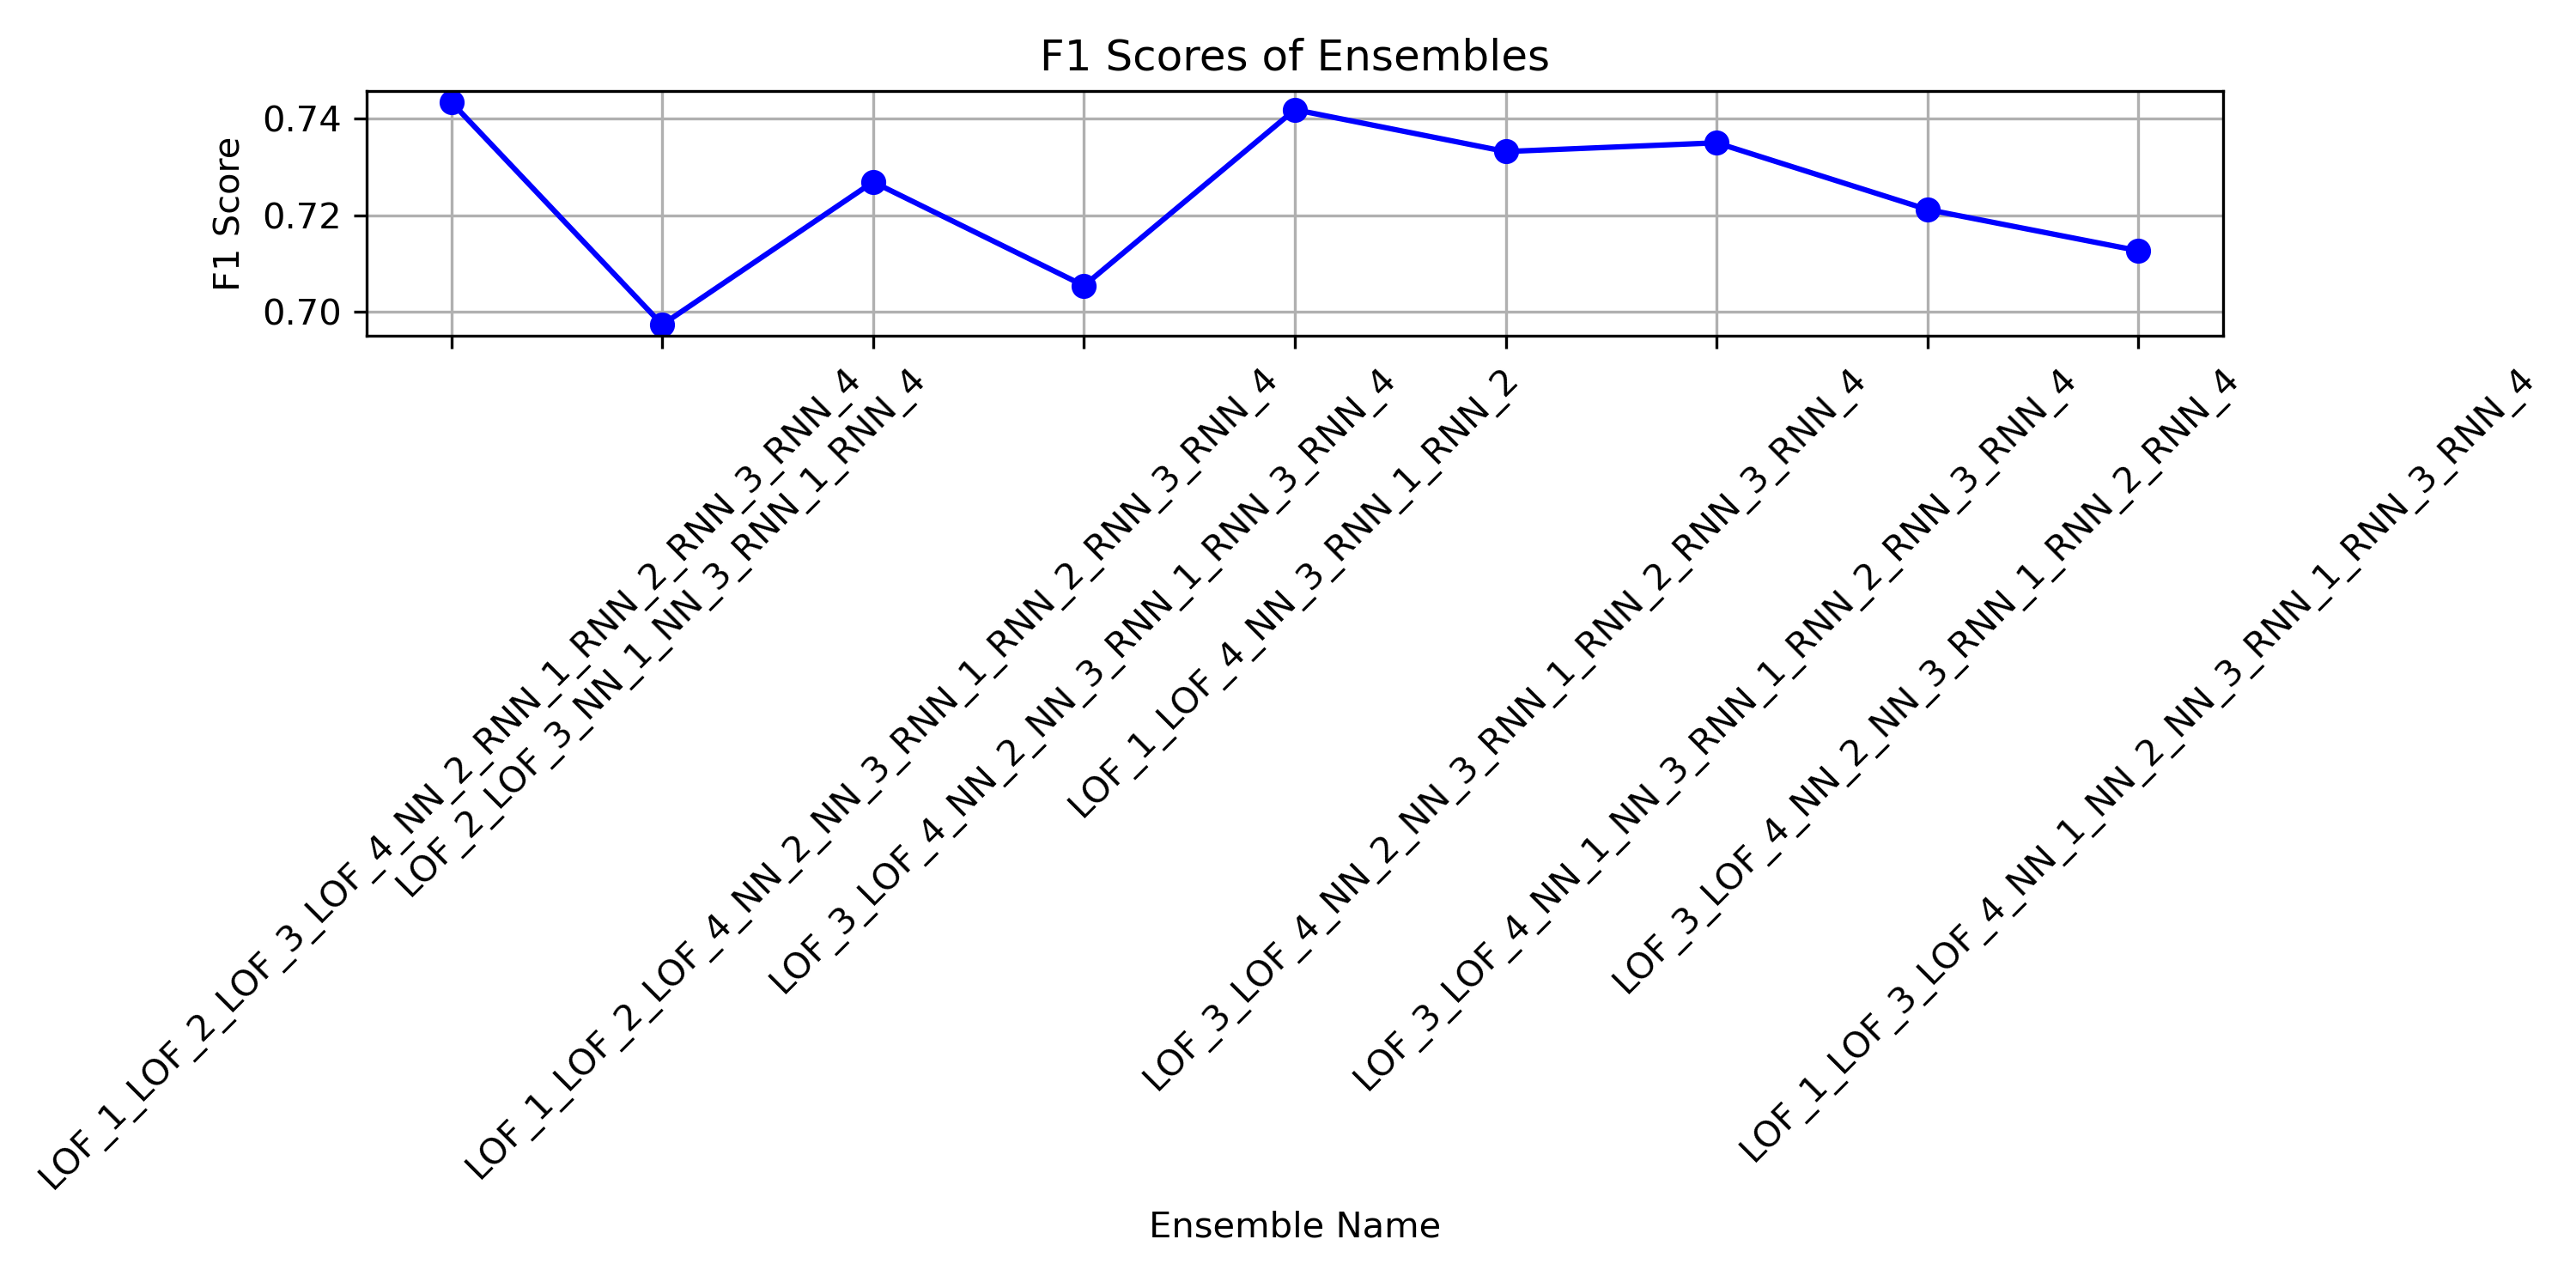 F1 Scores of Ensembles
F1 Score
0.74
0.72
0.70
LOF_1_LOF_2_LOF_3_LOF_4_NN_2_RNN_1_RNN_2_RNN_3_RNN_4
LOF_2_LOF_3_NN_1_NN_3_RNN_1_RNN_4
LOF_1_LOF_2_LOF_4_NN_2_NN_3_RNN_1_RNN_2_RNN_3_RNN_4
LOF_3_LOF_4_NN_2_NN_3_RNN_1_RNN_3_RNN_4
LOF_1_LOF_4_NN_3_RNN_1_RNN_2
LOF_3_LOF_4_NN_2_NN_3_RNN_1_RNN_2_RNN_3_RNN_4
LOF_3_LOF_4_NN_1_NN_3_RNN_1_RNN_2_RNN_3_RNN_4
LOF_3_LOF_4_NN_2_NN_3_RNN_1_RNN_2_RNN_4
LOF_1_LOF_3_LOF_4_NN_1_NN_2_NN_3_RNN_1_RNN_3_RNN_4
Ensemble Name